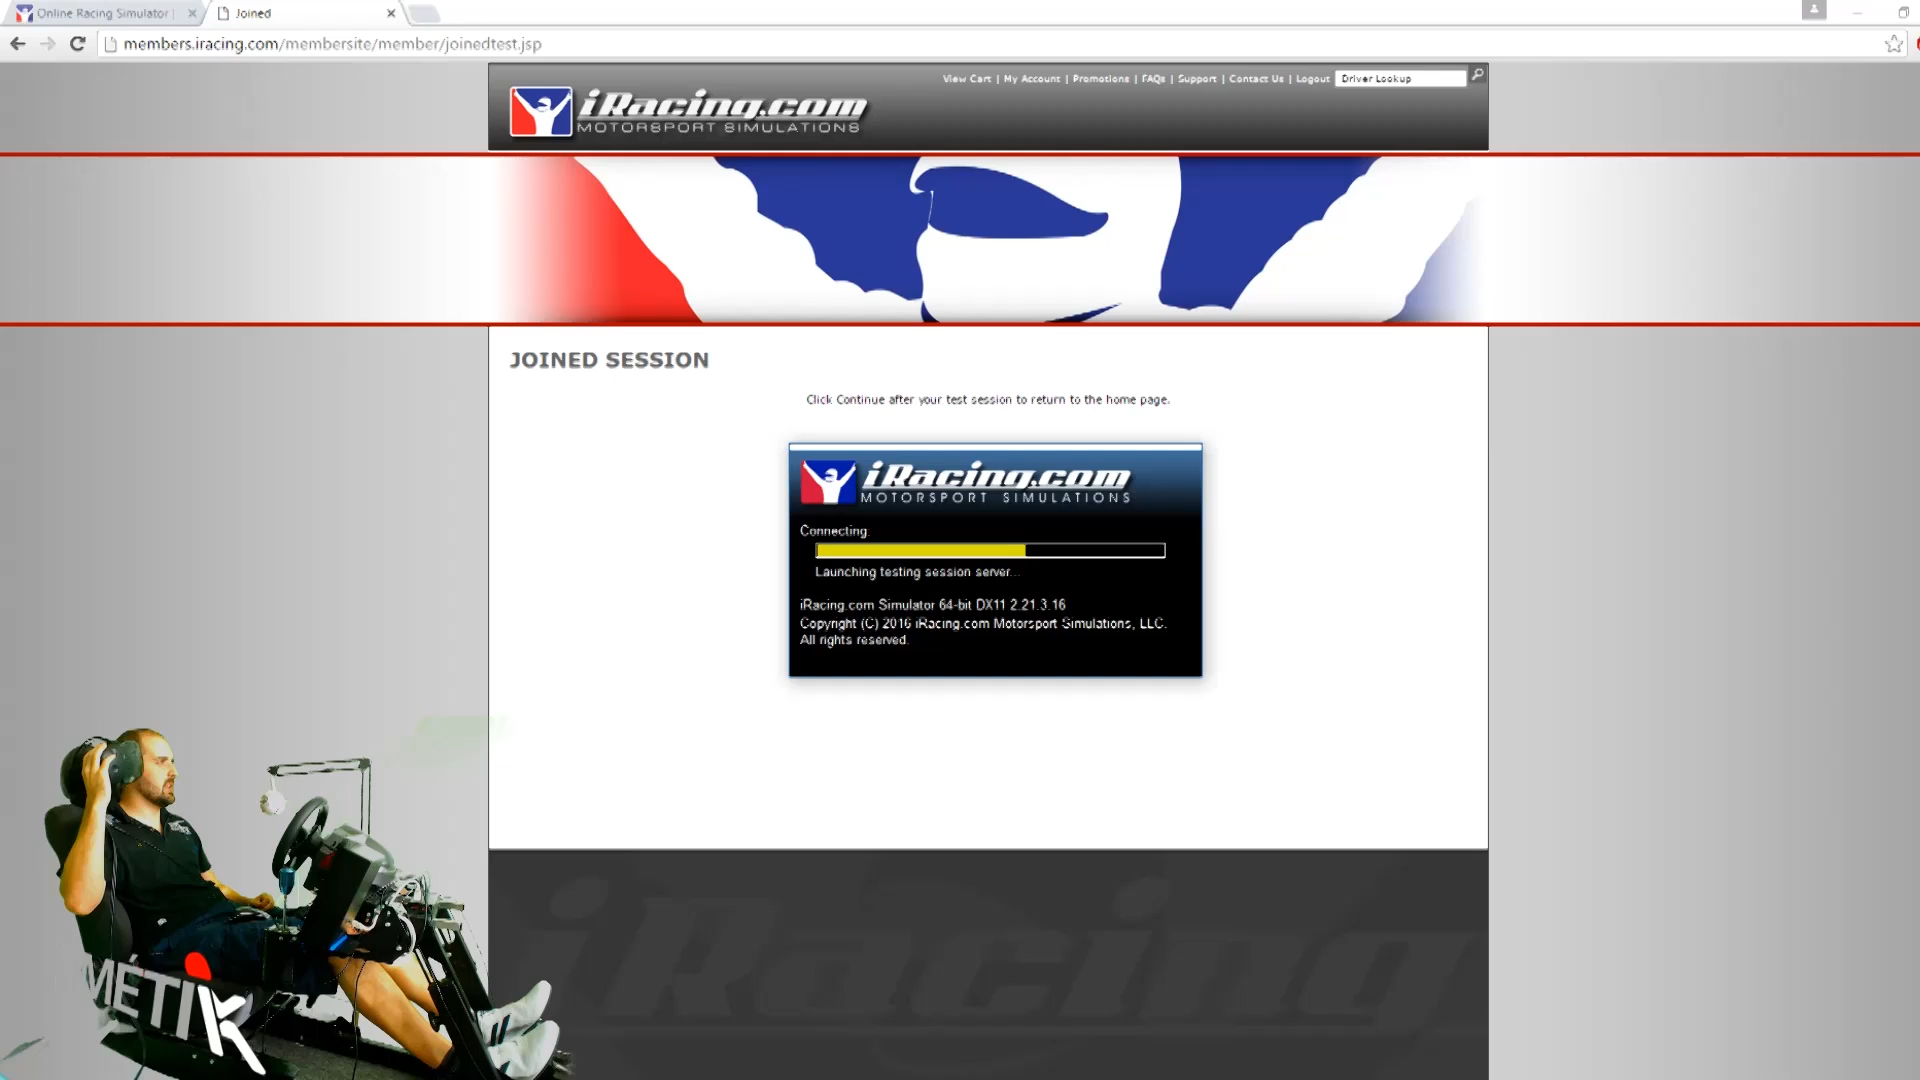 Online Racing Simulator |
Joined
members.iracing.com/membersite/member/joinedtest.jsp
View Cart | My Account | Promotions | FAQs | Support | Contact Us | Logout
Driver Lookup
iRacing.com
MOTORSPORT SIMULATIONS
JOINED SESSION
Click Continue after your test session to return to the home page.
iRacing.com
MOTORSPORT SIMULATIONS
Connecting:
Launching testing session server...
iRacing.com Simulator 64-bit DX11 2.21.3.16
Copyright (C) 2016 iRacing.com Motorsport Simulations, LLC.
All rights reserved.
MÉTIK
iRacing